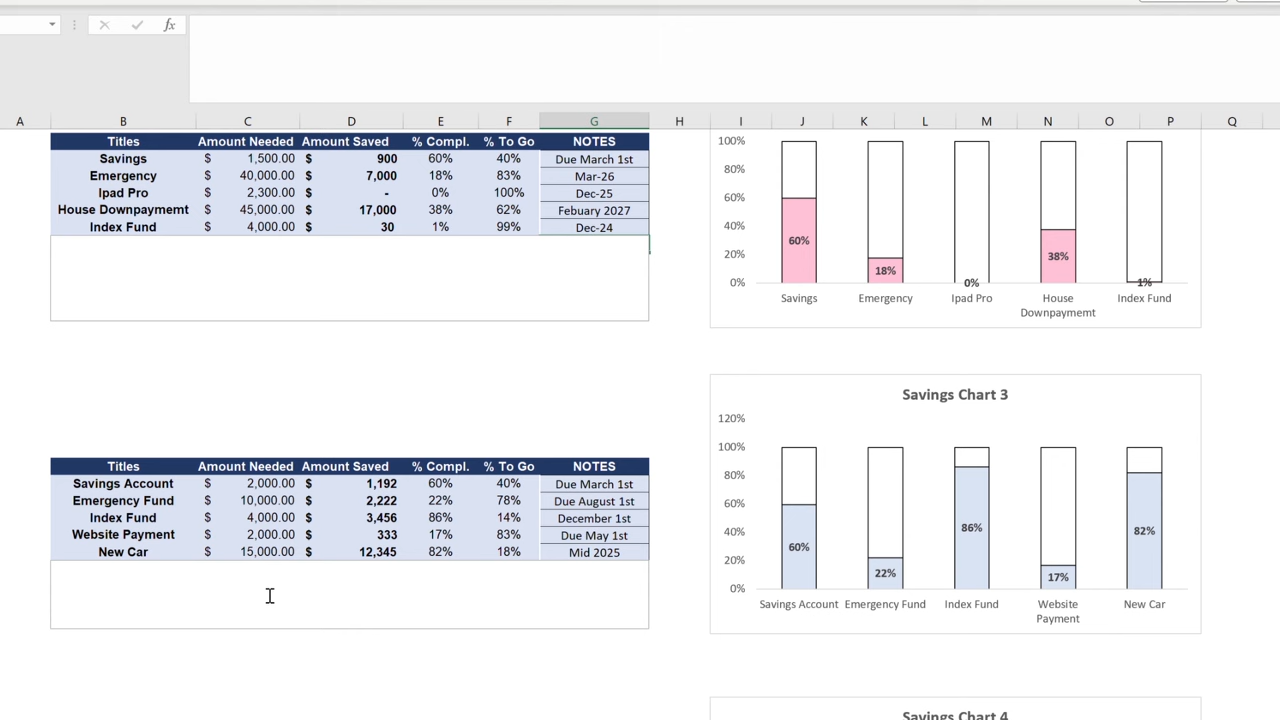 fx
A B C D E F G H I J K L M N O P Q
Titles Amount Needed Amount Saved % Compl. % To Go NOTES
Savings $ 1,500.00 $ 900 60% 40% Due March 1st
Emergency $ 40,000.00 $ 7,000 18% 83% Mar-26
Ipad Pro $ 2,300.00 $ - 0% 100% Dec-25
House Downpaymemt $ 45,000.00 $ 17,000 38% 62% Febuary 2027
Index Fund $ 4,000.00 $ 30 1% 99% Dec-24
100%
80%
60%
40%
20%
0%
60% 18% 0% 38% 1%
Savings Emergency Ipad Pro House Index Fund
Downpaymemt
Titles Amount Needed Amount Saved % Compl. % To Go NOTES
Savings Account $ 2,000.00 $ 1,192 60% 40% Due March 1st
Emergency Fund $ 10,000.00 $ 2,222 22% 78% Due August 1st
Index Fund $ 4,000.00 $ 3,456 86% 14% December 1st
Website Payment $ 2,000.00 $ 333 17% 83% Due May 1st
New Car $ 15,000.00 $ 12,345 82% 18% Mid 2025
Savings Chart 3
120%
100%
80%
60%
40%
20%
0%
60% 22% 86% 17% 82%
Savings Account Emergency Fund Index Fund Website New Car
Payment
Savings Chart 4